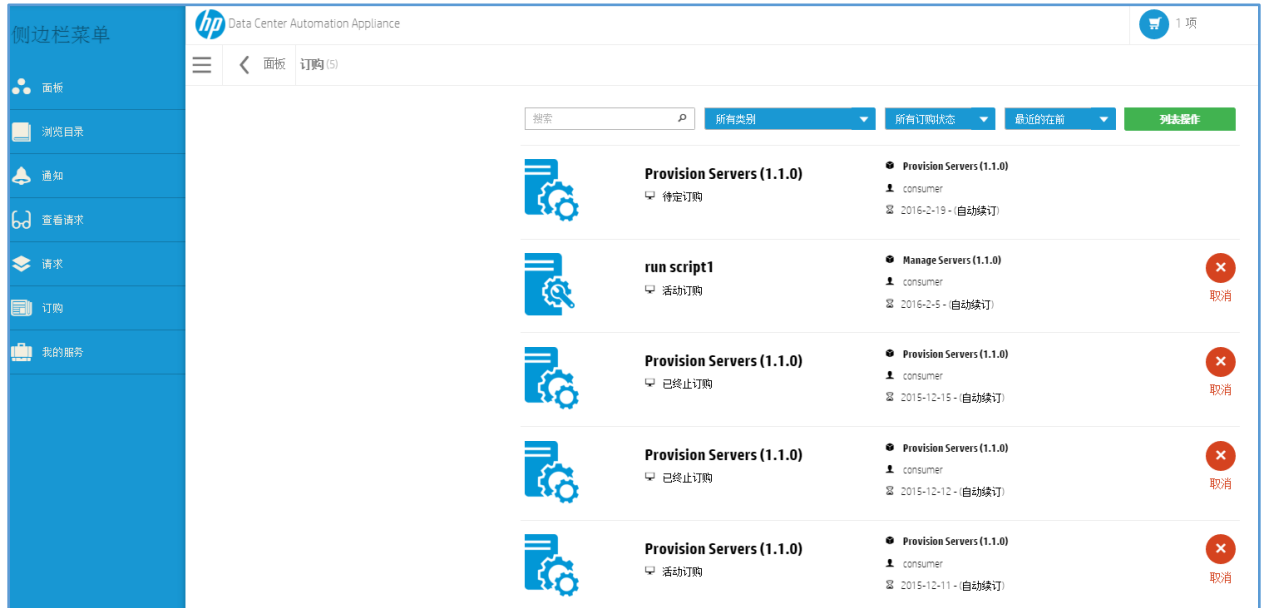 侧边栏菜单
面板
浏览目录
通知
查看请求
请求
订购
我的服务
hp Data Center Automation Appliance
1 项
面板 订购 (5)
搜索 所有类别 所有订购状态 最近的在前 列表操作
Provision Servers (1.1.0)
待定订购
Provision Servers (1.1.0)
consumer
2016-2-19 - (自动续订)
run script1
活动订购
Manage Servers (1.1.0)
consumer
2016-2-5 - (自动续订)
取消
Provision Servers (1.1.0)
已终止订购
Provision Servers (1.1.0)
consumer
2015-12-15 - (自动续订)
取消
Provision Servers (1.1.0)
已终止订购
Provision Servers (1.1.0)
consumer
2015-12-12 - (自动续订)
取消
Provision Servers (1.1.0)
活动订购
Provision Servers (1.1.0)
consumer
2015-12-11 - (自动续订)
取消